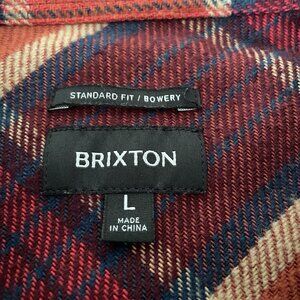 STANDARD FIT / BOWERY
BRIXTON
L
MADE
IN CHINA